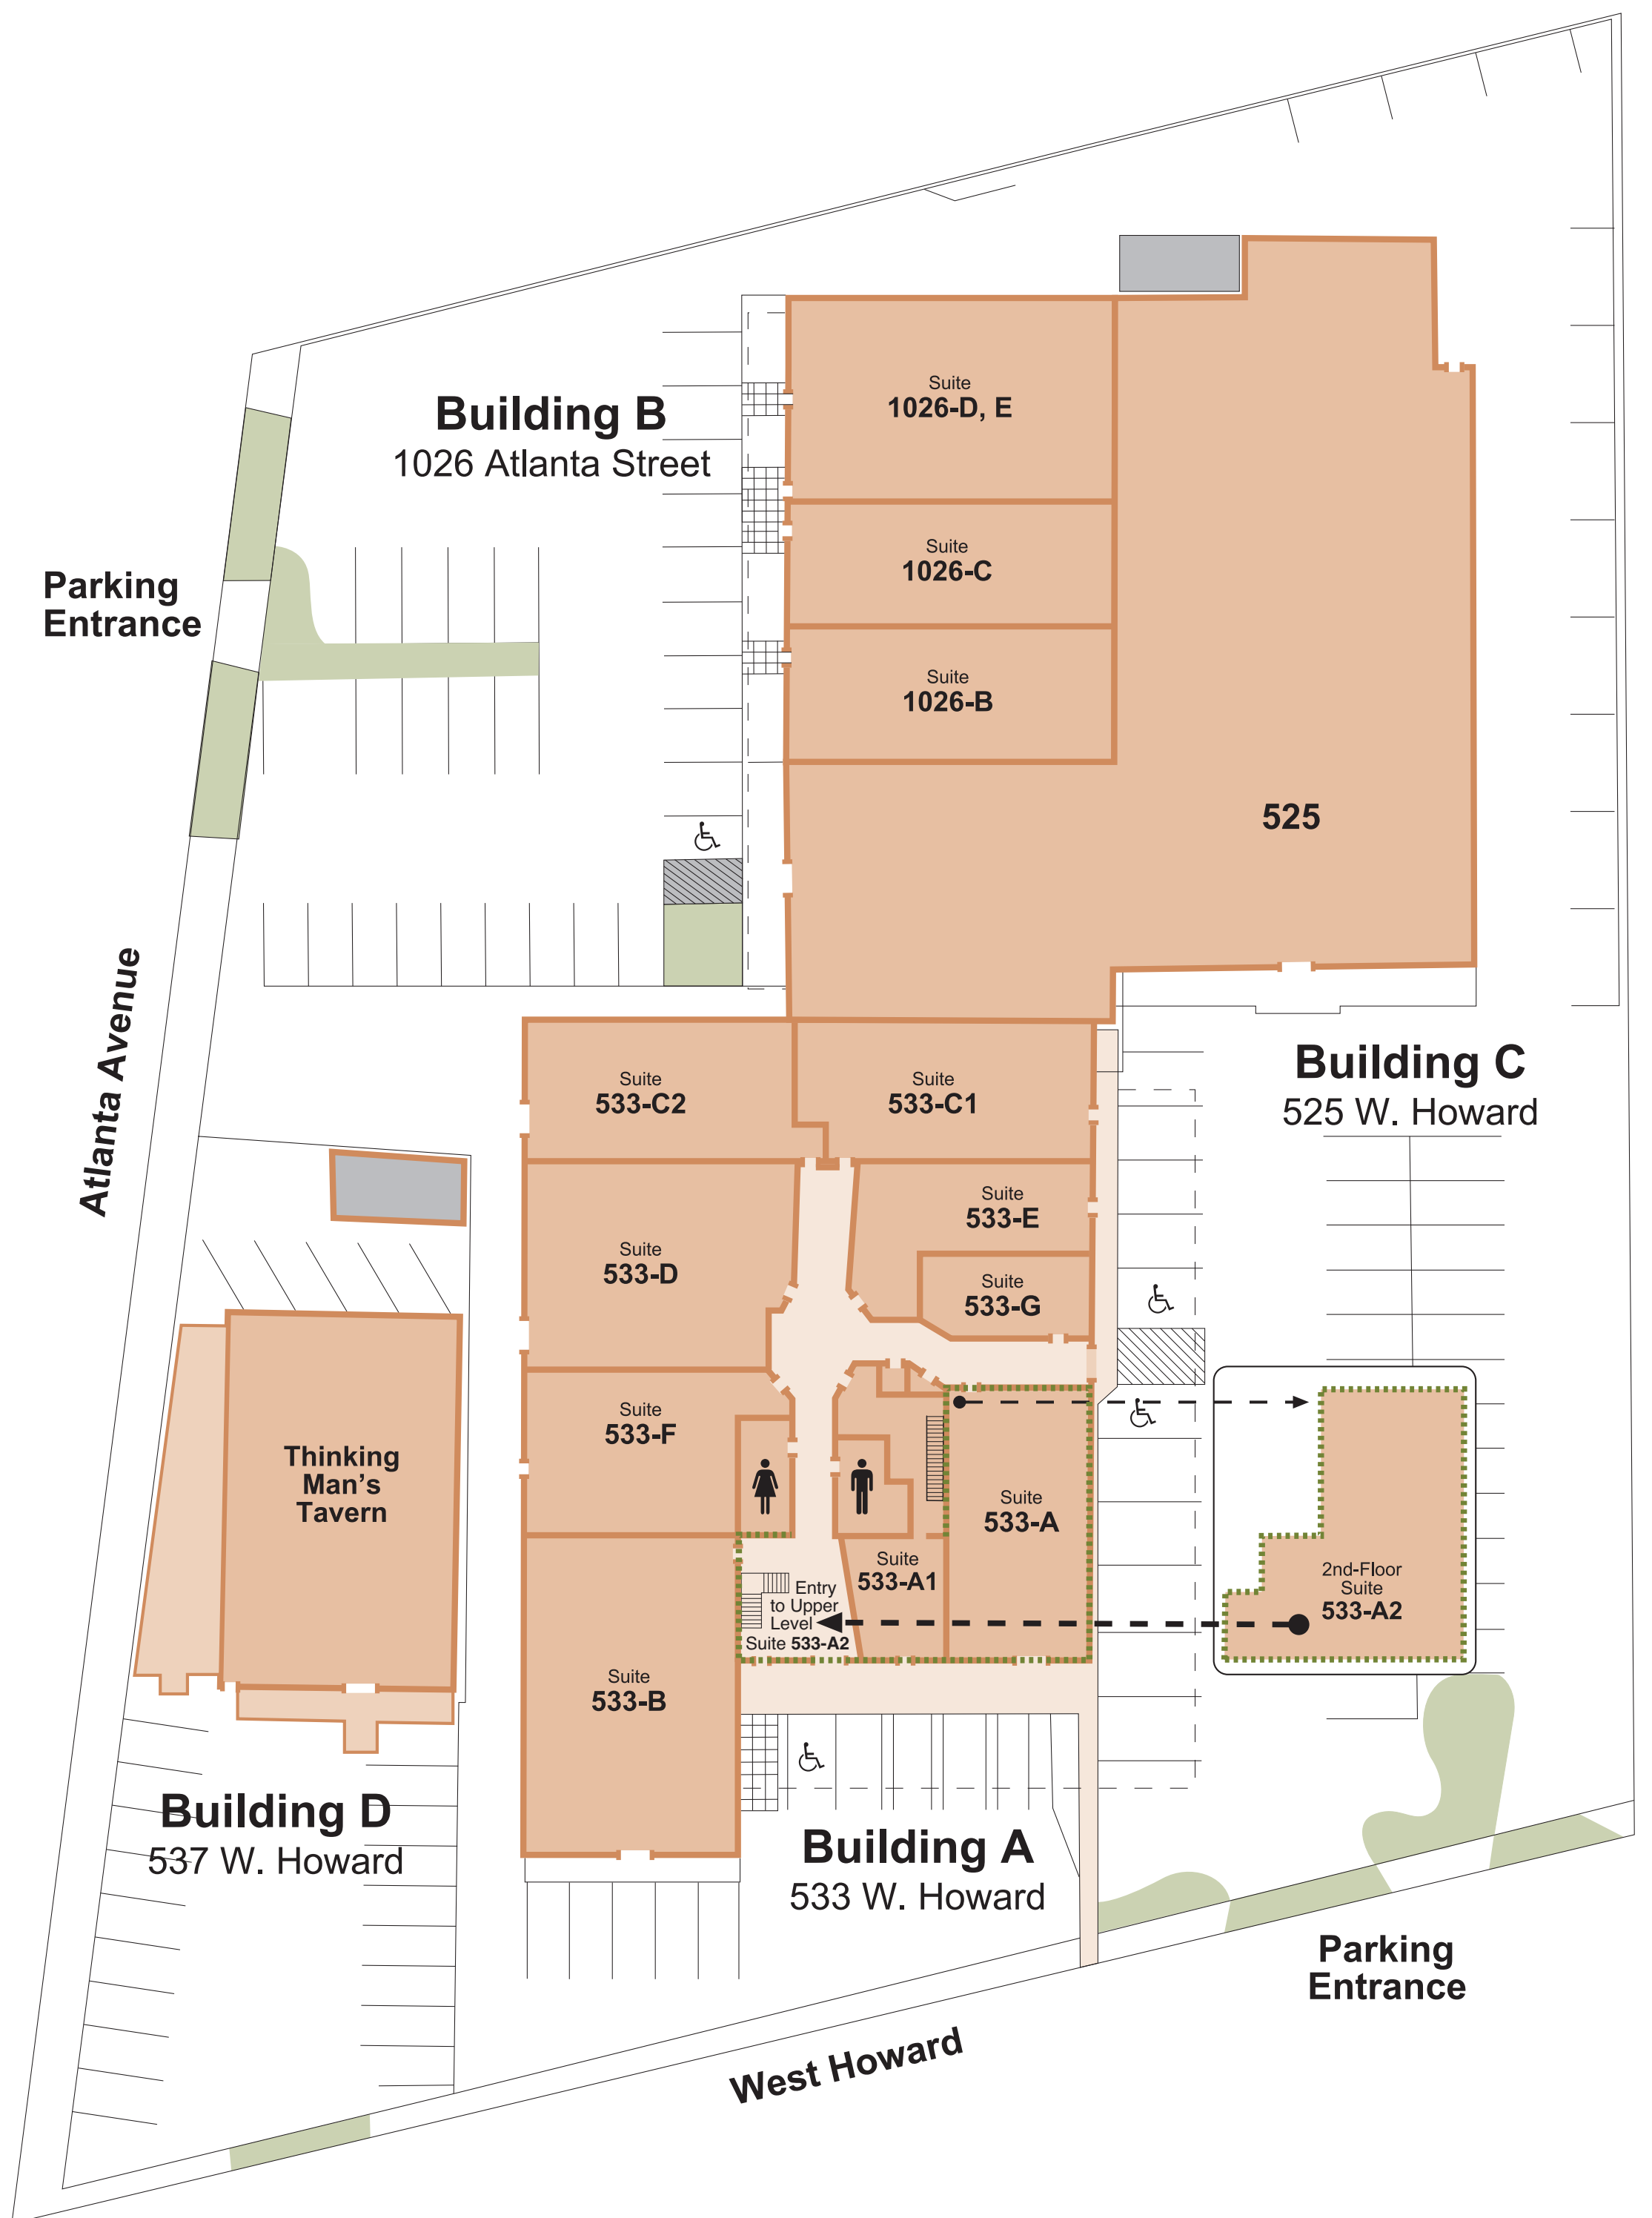 Building B
1026 Atlanta Street
Suite
1026-D, E
Suite
1026-C
Parking
Entrance
Suite
1026-B
525
Atlanta Avenue
Building C
525 W. Howard
Suite
533-C2
Suite
533-C1
Suite
533-E
Suite
533-D
Suite
533-G
Suite
533-F
Thinking
Man's
Tavern
Suite
533-A
Suite
533-A1
2nd-Floor
Suite
533-A2
Entry
to Upper
Level
Suite 533-A2
Suite
533-B
Building D
537 W. Howard
Building A
533 W. Howard
Parking
Entrance
West Howard